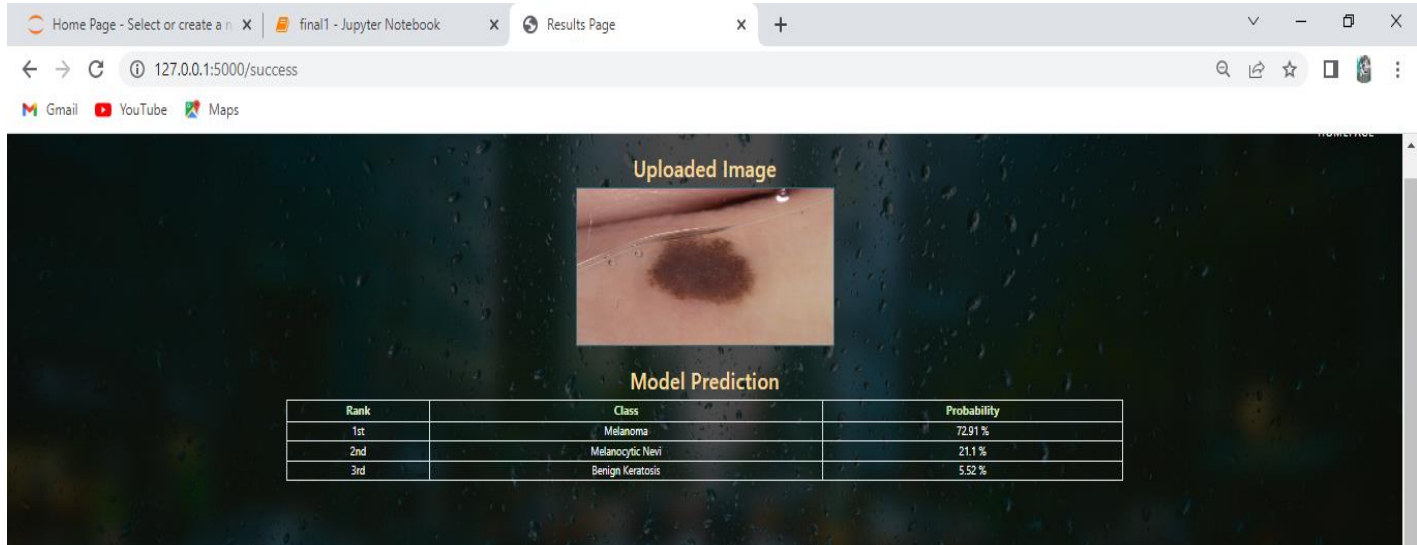 Home Page - Select or create a n
final1 - Jupyter Notebook
Results Page
127.0.0.1:5000/success
Gmail YouTube Maps
HOMEPAGE
Uploaded Image
Model Prediction
Rank Class Probability
1st Melanoma 72.91 %
2nd Melanocytic Nevi 21.1 %
3rd Benign Keratosis 5.52 %